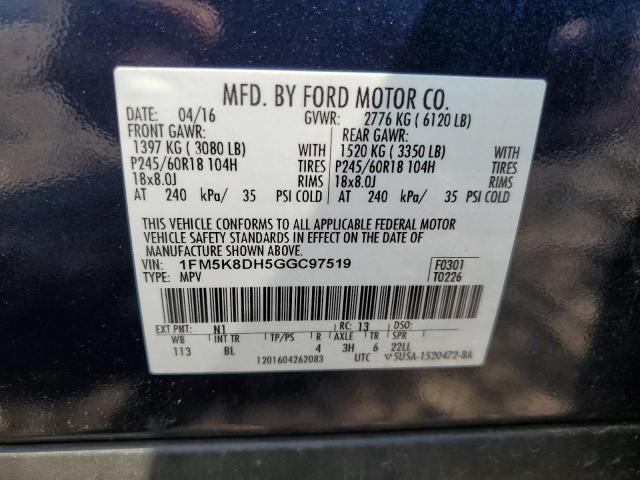 MFD. BY FORD MOTOR CO.
DATE: 04/16 GVWR: 2776 KG ( 6120 LB)
FRONT GAWR: REAR GAWR:
1397 KG ( 3080 LB) WITH 1520 KG ( 3350 LB) WITH
P245/60R18 104H TIRES P245/60R18 104H TIRES
18x8.0J RIMS 18x8.0J RIMS
AT 240 kPa/ 35 PSI COLD AT 240 kPa/ 35 PSI COLD
THIS VEHICLE CONFORMS TO ALL APPLICABLE FEDERAL MOTOR
VEHICLE SAFETY STANDARDS IN EFFECT ON THE DATE OF
MANUFACTURE SHOWN ABOVE.
VIN: 1FM5K8DH5GGC97519 F0301
TYPE: MPV T0226
EXT PNT: N1 RC: 13 DSO:
WB INT TR TP/PS R AXLE TR SPR
113 BL 4 3H 6 22LL
1201604262083 UTC 5U5A-1520472-BA